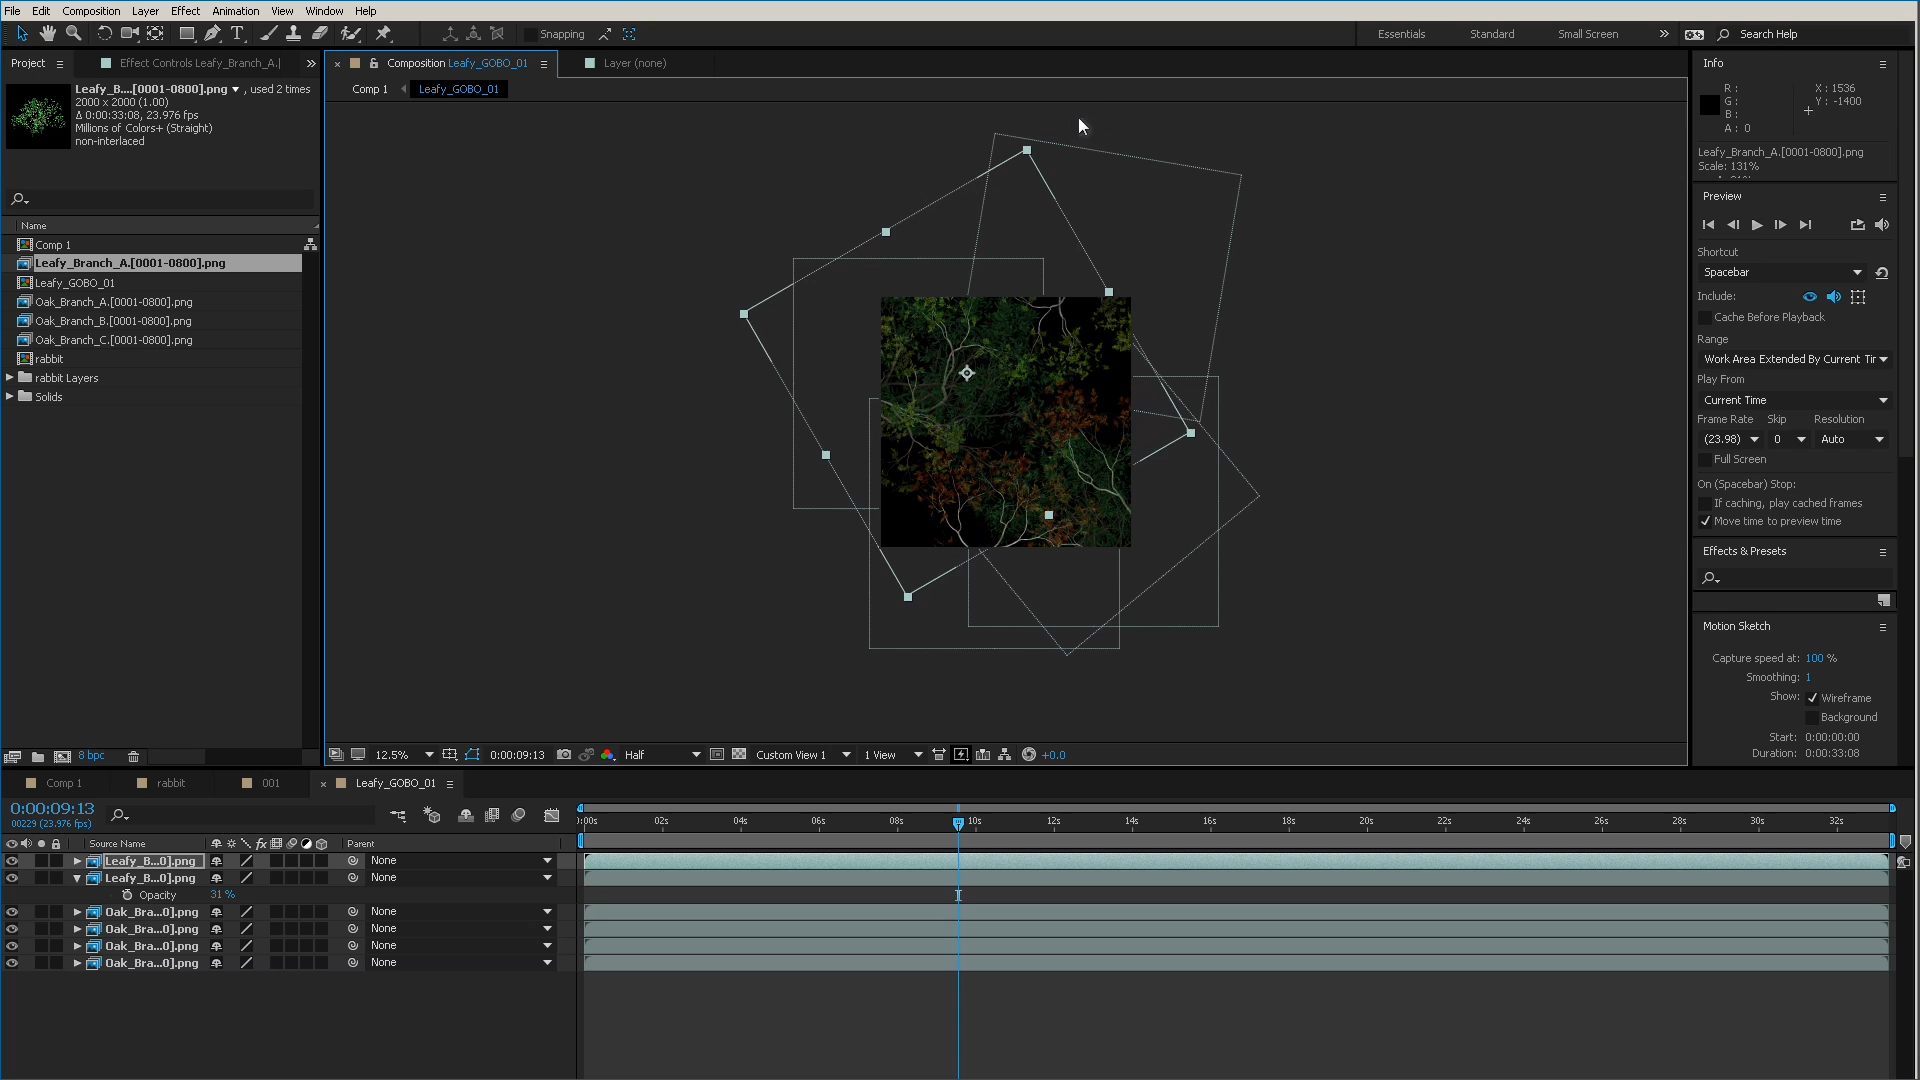 File Edit Composition Layer Effect Animation View Window Help
Snapping
Essentials Standard Small Screen Search Help
Project Effect Controls Leafy_Branch_A.[
Composition Leafy_GOBO_01 Layer (none)
Comp 1 Leafy_GOBO_01
Leafy_B....[0001-0800].png , used 2 times
2000 x 2000 (1.00)
Δ 0:00:33:08, 23.976 fps
Millions of Colors+ (Straight)
non-interlaced
Name
Comp 1
Leafy_Branch_A.[0001-0800].png
Leafy_GOBO_01
Oak_Branch_A.[0001-0800].png
Oak_Branch_B.[0001-0800].png
Oak_Branch_C.[0001-0800].png
rabbit
rabbit Layers
Solids
8 bpc
12.5% 0:00:09:13 Half Custom View 1 1 View +0.0
Info
R : X : 1536
G : Y : -1400
B :
A : 0
Leafy_Branch_A.[0001-0800].png
Scale: 131%
Preview
Shortcut
Spacebar
Include:
Cache Before Playback
Range
Work Area Extended By Current Tir
Play From
Current Time
Frame Rate Skip Resolution
(23.98) 0 Auto
Full Screen
On (Spacebar) Stop:
If caching, play cached frames
Move time to preview time
Effects & Presets
Motion Sketch
Capture speed at: 100 %
Smoothing: 1
Show: Wireframe
Background
Start: 0:00:00:00
Duration: 0:00:33:08
Comp 1 rabbit 001 Leafy_GOBO_01
0:00:09:13
00229 (23.976 fps)
):00s 02s 04s 06s 08s 10s 12s 14s 16s 18s 20s 22s 24s 26s 28s 30s 32s
Source Name fx Parent
Leafy_B...0].png None
Leafy_B...0].png None
Opacity 31 %
Oak_Bra...0].png None
Oak_Bra...0].png None
Oak_Bra...0].png None
Oak_Bra...0].png None